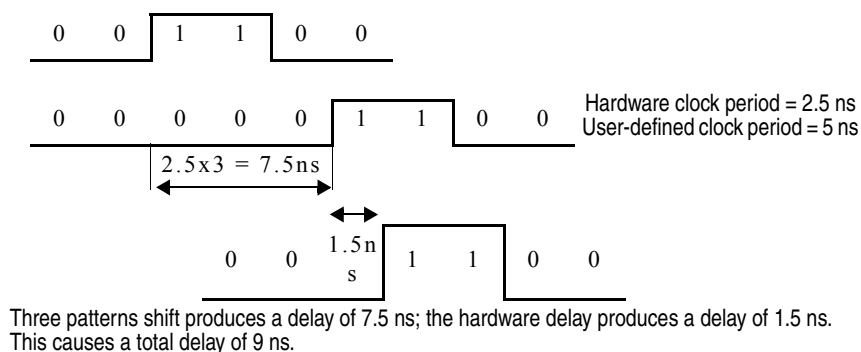 0 0 1 1 0 0
0 0 0 0 0 1 1 0 0
Hardware clock period = 2.5 ns
User-defined clock period = 5 ns
2.5x3 = 7.5ns
0 0 1.5n
s 1 1 0 0
Three patterns shift produces a delay of 7.5 ns; the hardware delay produces a delay of 1.5 ns.
This causes a total delay of 9 ns.